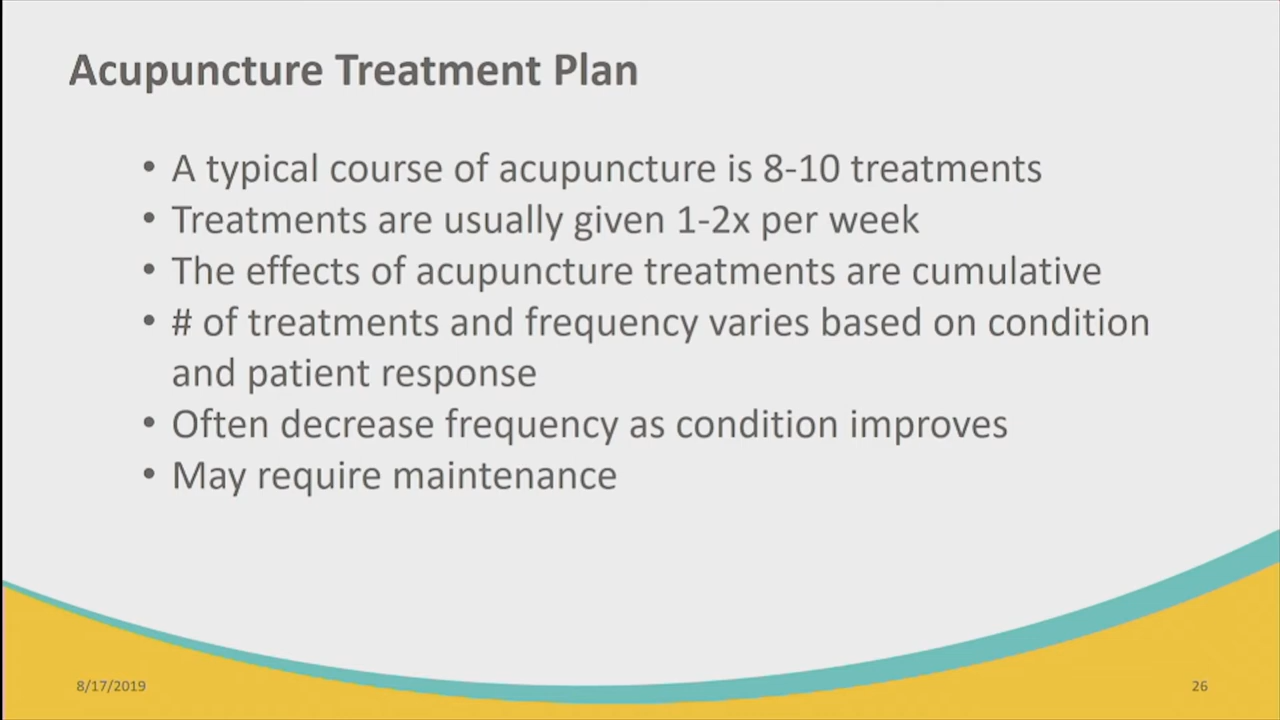 Acupuncture Treatment Plan
• A typical course of acupuncture is 8-10 treatments
• Treatments are usually given 1-2x per week
• The effects of acupuncture treatments are cumulative
• # of treatments and frequency varies based on condition
and patient response
• Often decrease frequency as condition improves
• May require maintenance
8/17/2019
26